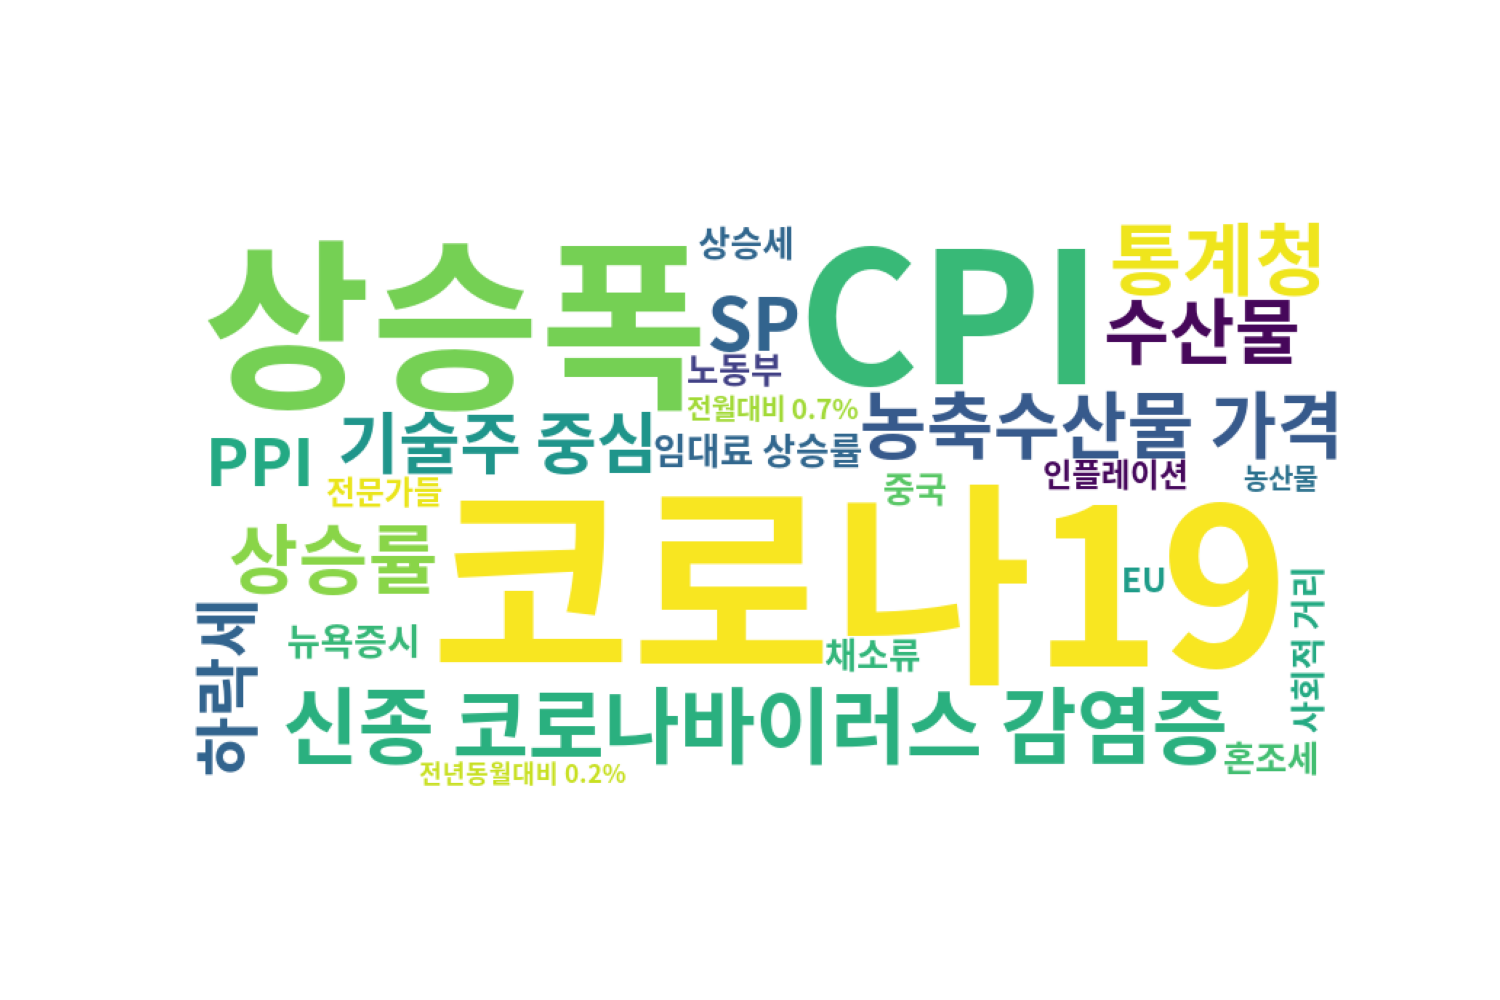 상승세
통계청
상승폭
SP
CPI
수산물
노동부
전월대비 0.7%
농축수산물 가격
기술주 중심
PPI
임대료 상승률
인플레이션
농산물
전문가들
중국
코로나19
상승률
EU
사회적 거리
뉴욕증시
채소류
하락세
신종 코로나바이러스 감염증
혼조세
전년동월대비 0.2%